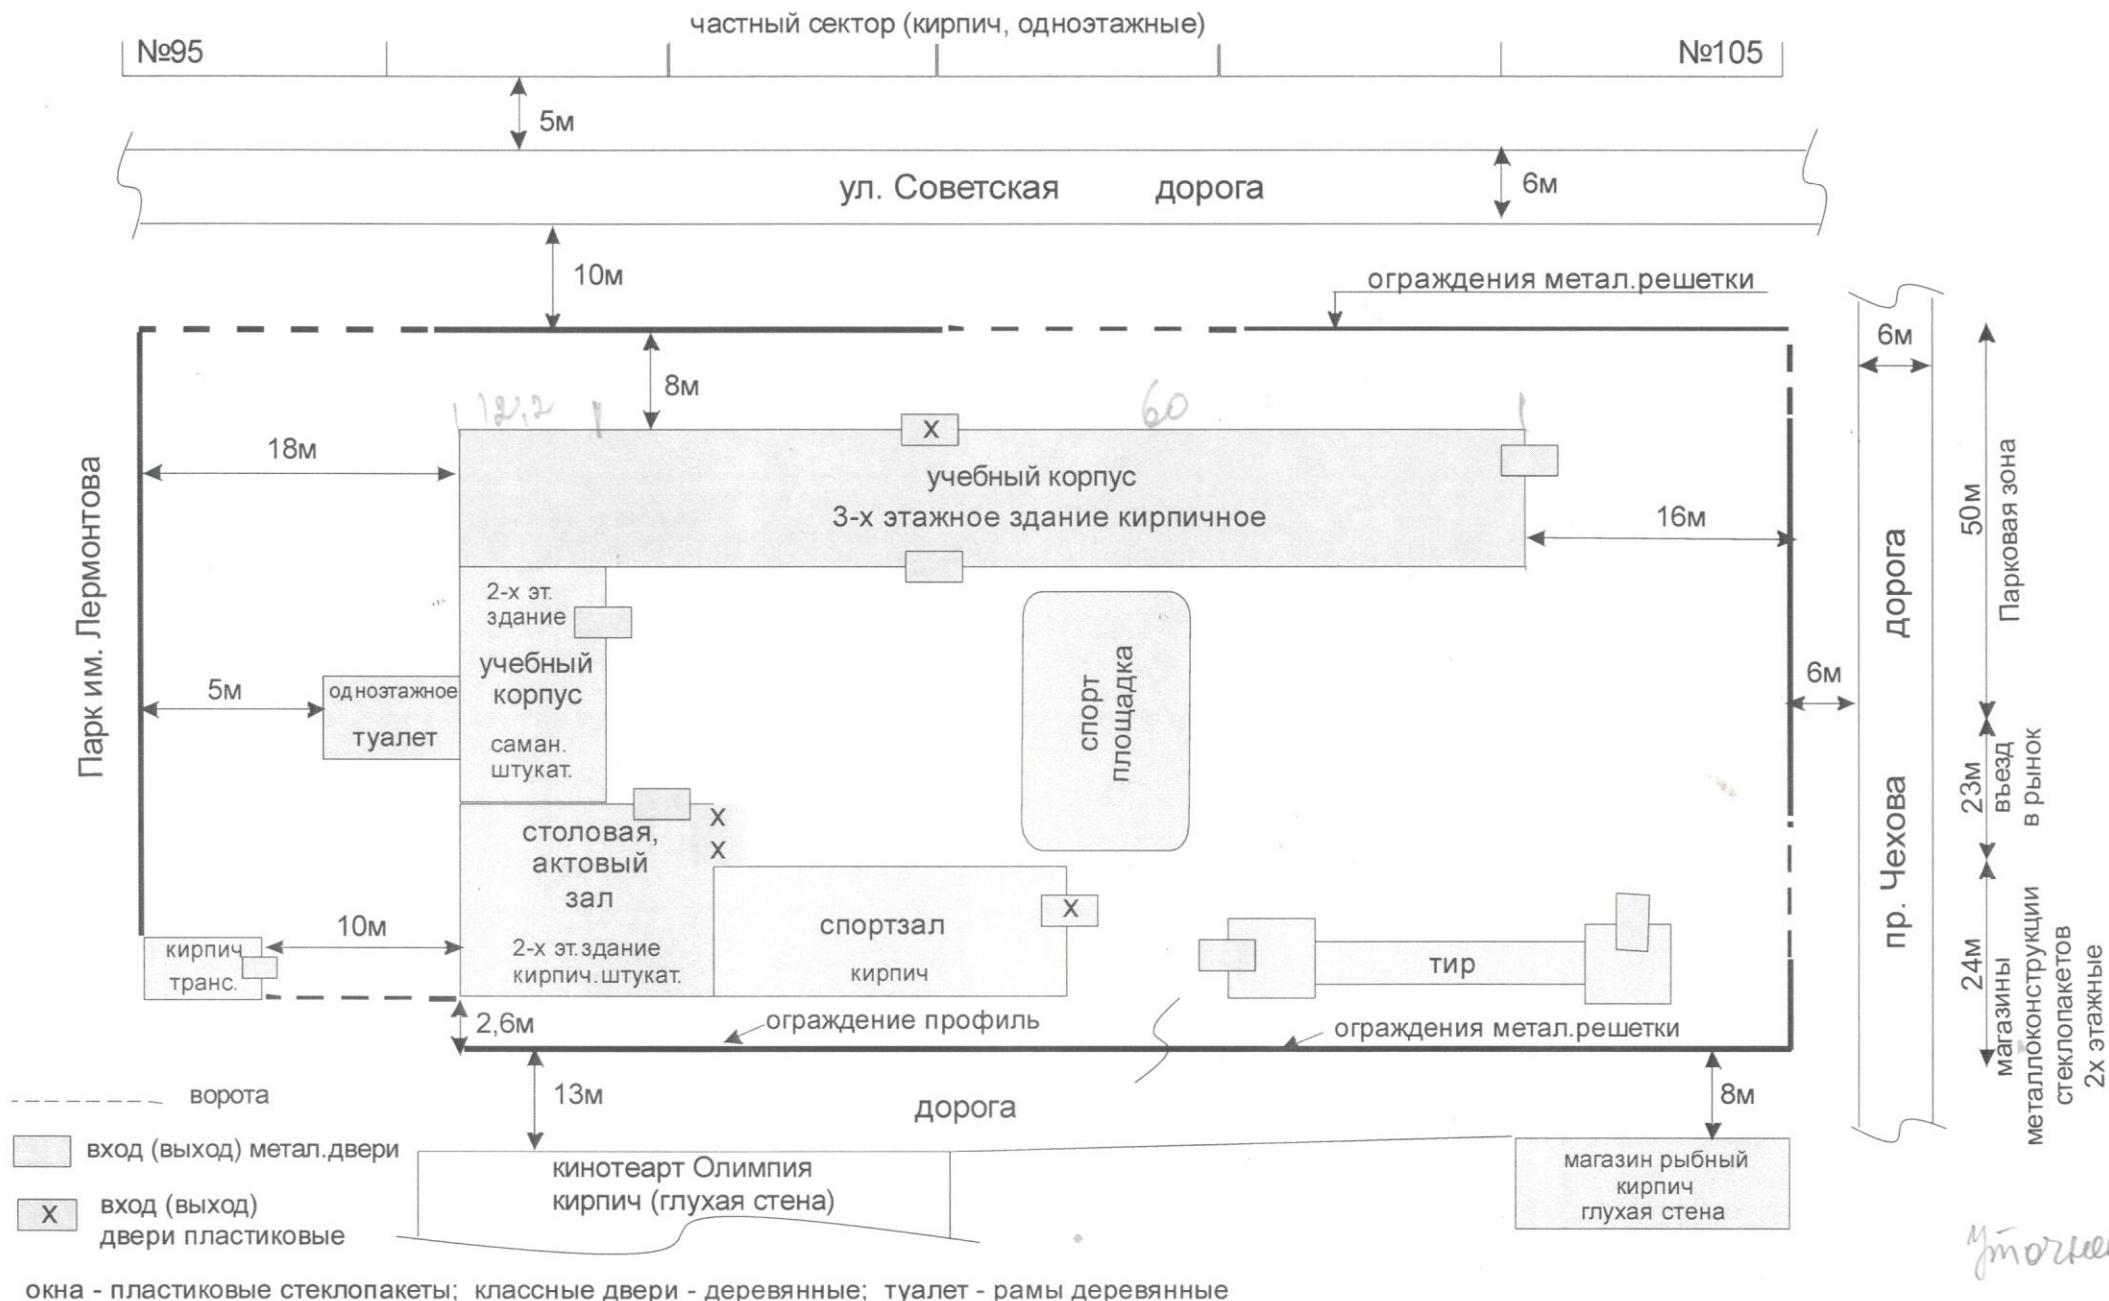 частный сектор (кирпич, одноэтажные)
№95
№105
5м
ул. Советская дорога
6м
10м
ограждения метал.решетки
6м
8м
12,2
60
18м
X
учебный корпус
3-х этажное здание кирпичное
16м
Парк им. Лермонтова
50м
Парковая зона
дорога
2-х эт.
здание
учебный
корпус
саман.
штукат.
5м
одноэтажное
туалет
спорт
площадка
6м
23м
въезд
в рынок
пр. Чехова
X
X
столовая,
актовый
зал
2-х эт.здание
кирпич.штукат.
спортзал
кирпич
X
тир
24м
магазины
металлоконструкции
стеклопакетов
2х этажные
10м
кирпич
транс.
2,6м
ограждение профиль
ограждения метал.решетки
13м
дорога
8м
ворота
вход (выход) метал.двери
X
вход (выход)
двери пластиковые
кинотеарт Олимпия
кирпич (глухая стена)
магазин рыбный
кирпич
глухая стена
окна - пластиковые стеклопакеты; классные двери - деревянные; туалет - рамы деревянные